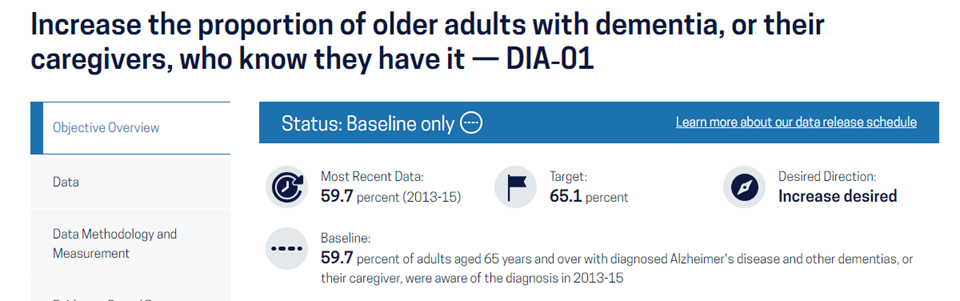 Increase the proportion of older adults with dementia, or their
caregivers, who know they have it — DIA-01
Objective Overview
Data
Data Methodology and
Measurement
Status: Baseline only
Learn more about our data release schedule
Most Recent Data:
59.7 percent (2013-15)
Target:
65.1 percent
Desired Direction:
Increase desired
Baseline:
59.7 percent of adults aged 65 years and over with diagnosed Alzheimer's disease and other dementias, or
their caregiver, were aware of the diagnosis in 2013-15